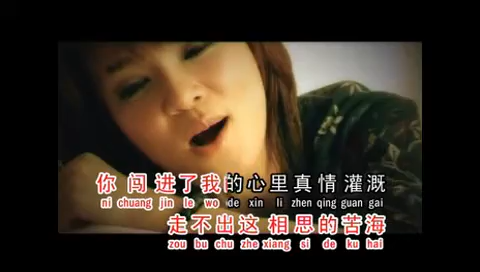 你闯进了我的心里真情灌溉
ni chuang jin le wo de xin li zhen qing guan gai
走不出这相思的苦海
zou bu chu zhe xiang si de ku hai